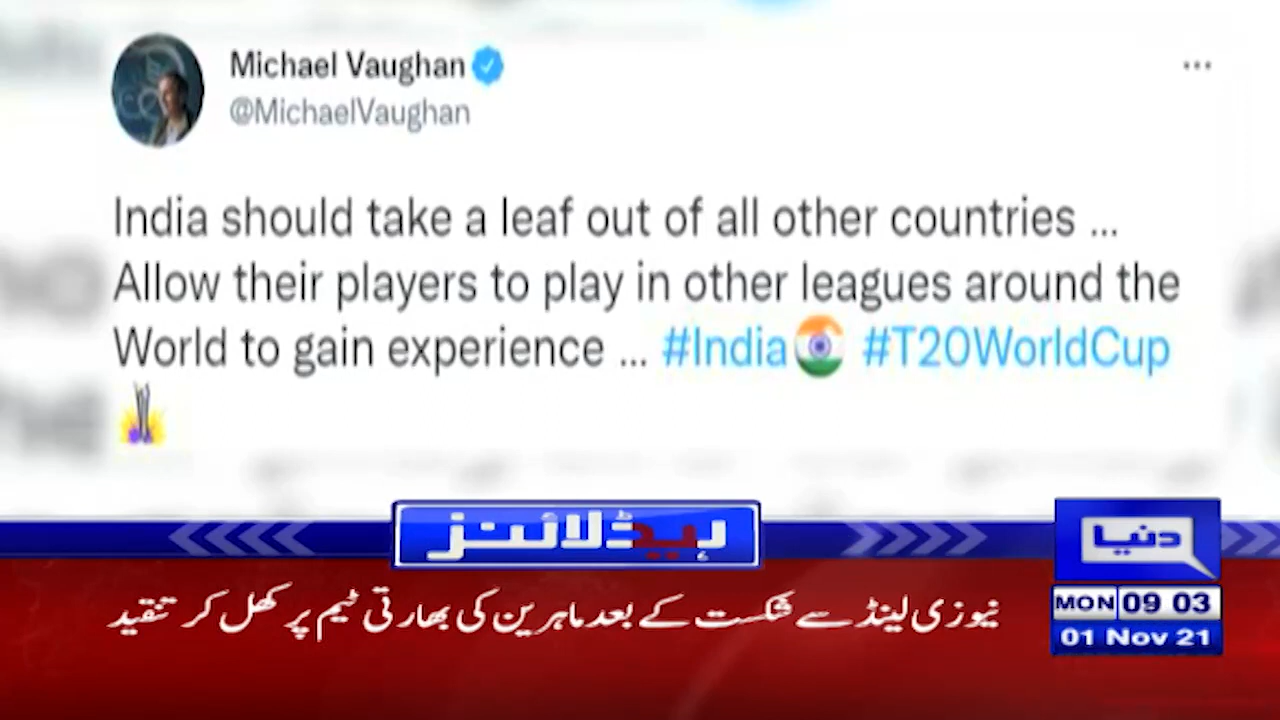 Michael Vaughan
@MichaelVaughan
India should take a leaf out of all other countries ...
Allow their players to play in other leagues around the
World to gain experience ... #India #T20WorldCup
ہیڈلائنز
دنیا
نیوزی لینڈ سے شکست کے بعد ماہرین کی بھارتی ٹیم پر کھل کر تنقید
MON 09 03
01 Nov 21